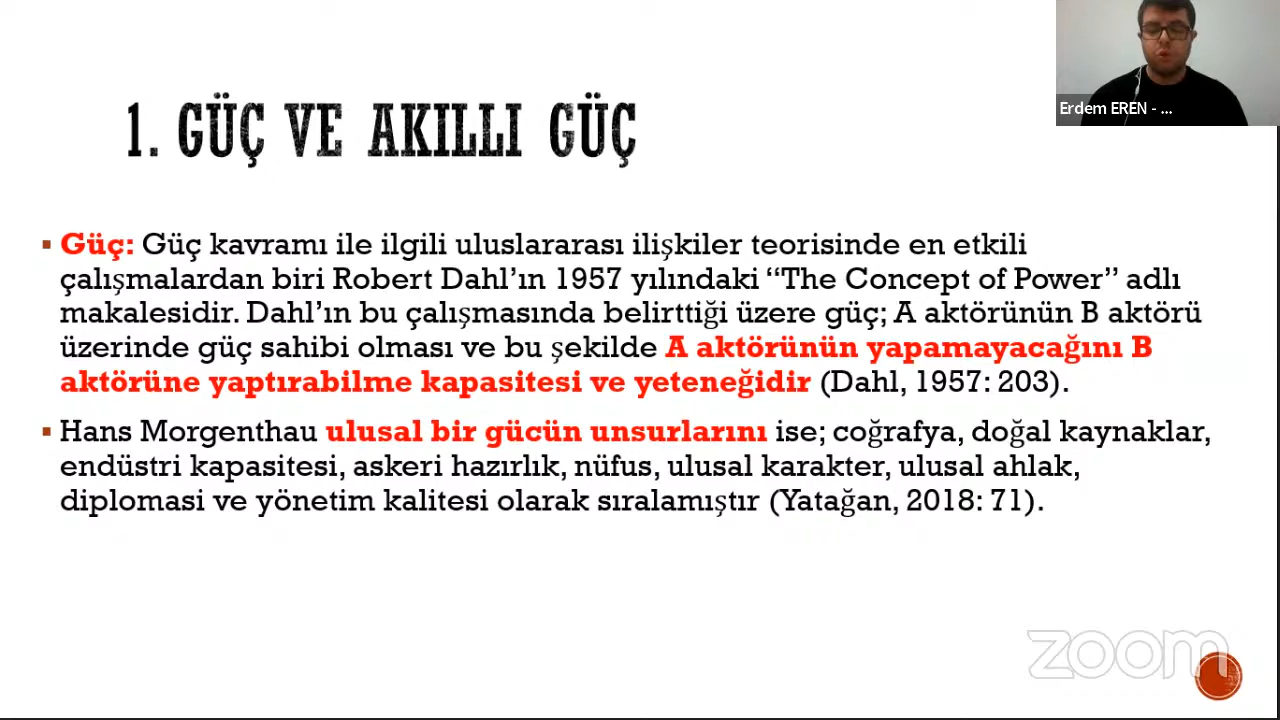 Erdem EREN - ...
1. GÜÇ VE AKILLI GÜÇ
▪ Güç: Güç kavramı ile ilgili uluslararası ilişkiler teorisinde en etkili
çalışmalardan biri Robert Dahl’ın 1957 yılındaki “The Concept of Power” adlı
makalesidir. Dahl’ın bu çalışmasında belirttiği üzere güç; A aktörünün B aktörü
üzerinde güç sahibi olması ve bu şekilde A aktörünün yapamayacağını B
aktörüne yaptırabilme kapasitesi ve yeteneğidir (Dahl, 1957: 203).
▪ Hans Morgenthau ulusal bir gücün unsurlarını ise; coğrafya, doğal kaynaklar,
endüstri kapasitesi, askeri hazırlık, nüfus, ulusal karakter, ulusal ahlak,
diplomasi ve yönetim kalitesi olarak sıralamıştır (Yatağan, 2018: 71).
zoom